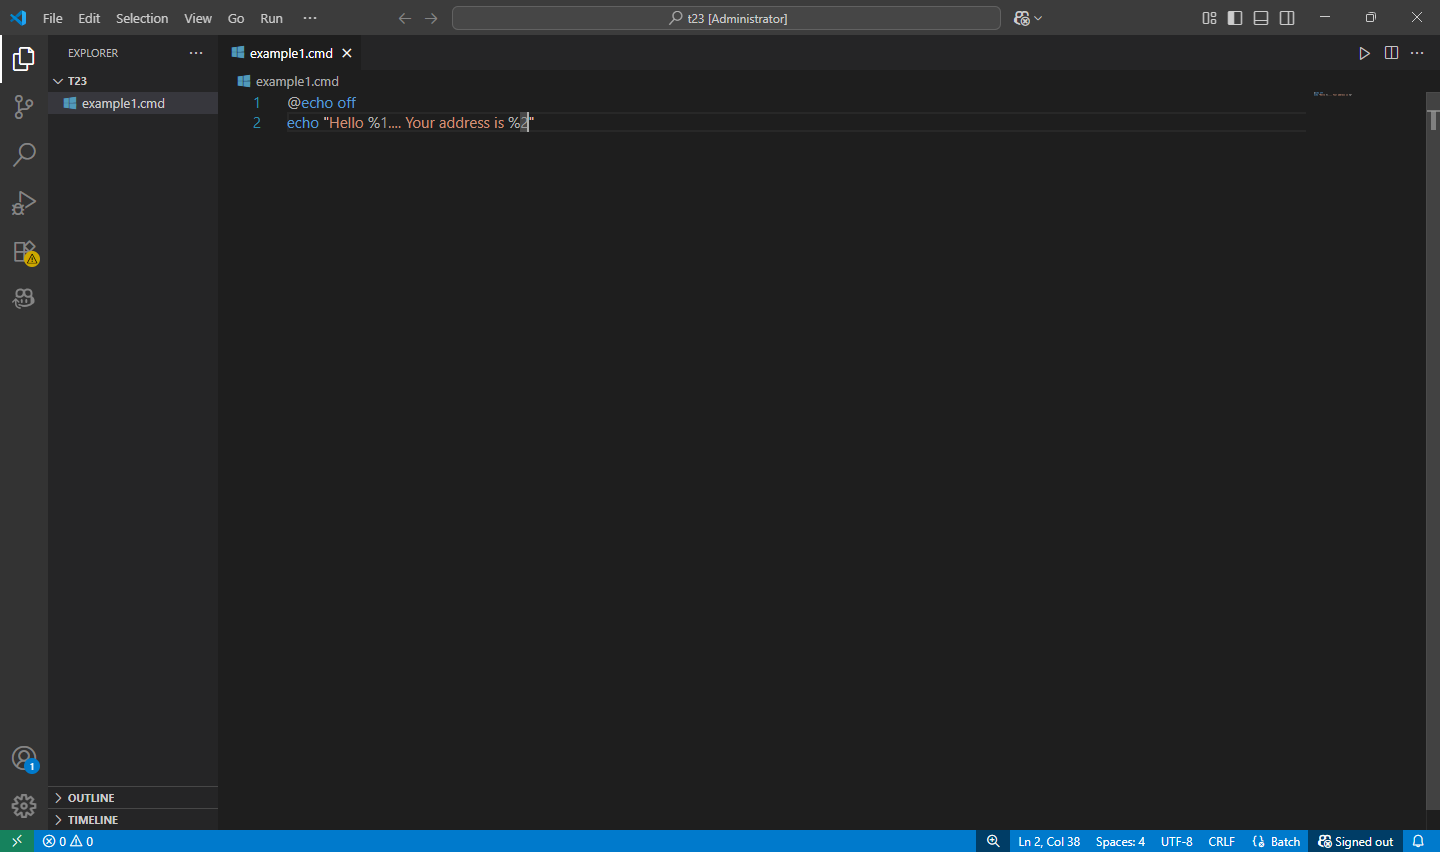 File Edit Selection View Go Run ···
t23 [Administrator]
EXPLORER
T23
example1.cmd
OUTLINE
TIMELINE
example1.cmd
example1.cmd
1 @echo off
2 echo "Hello %1.... Your address is %2"
1
0 0
Ln 2, Col 38 Spaces: 4 UTF-8 CRLF Batch Signed out